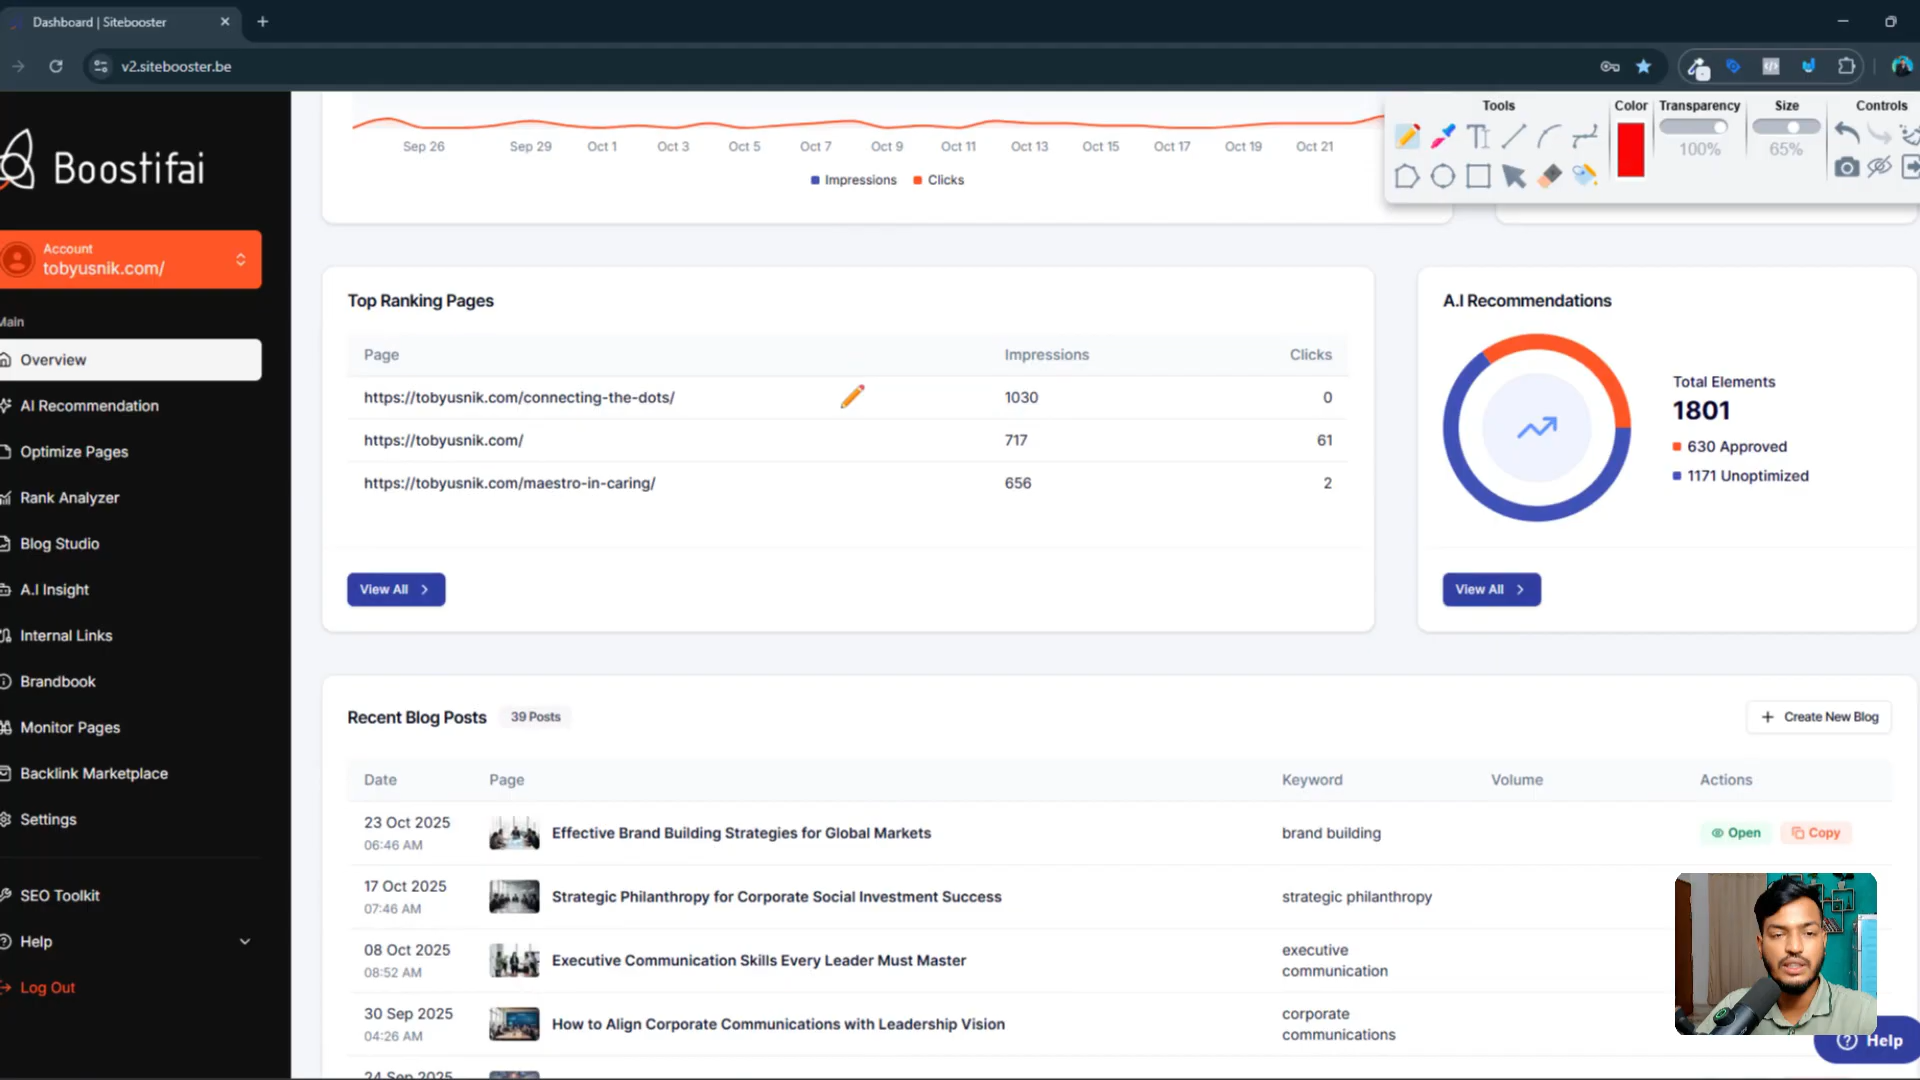 Dashboard | Sitebooster
v2.sitebooster.be
Tools
Color
Transparency
Size
Controls
100%
65%
Boostifai
Account
tobyusnik.com/
Main
Overview
AI Recommendation
Optimize Pages
Rank Analyzer
Blog Studio
A.I Insight
Internal Links
Brandbook
Monitor Pages
Backlink Marketplace
Settings
SEO Toolkit
Help
Log Out
Sep 26 Sep 29 Oct 1 Oct 3 Oct 5 Oct 7 Oct 9 Oct 11 Oct 13 Oct 15 Oct 17 Oct 19 Oct 21
Impressions Clicks
Top Ranking Pages
Page Impressions Clicks
https://tobyusnik.com/connecting-the-dots/ 1030 0
https://tobyusnik.com/ 717 61
https://tobyusnik.com/maestro-in-caring/ 656 2
View All
A.I Recommendations
Total Elements
1801
630 Approved
1171 Unoptimized
View All
Recent Blog Posts 39 Posts
Create New Blog
Date Page Keyword Volume Actions
23 Oct 2025
06:46 AM
Effective Brand Building Strategies for Global Markets
brand building
Open Copy
17 Oct 2025
07:46 AM
Strategic Philanthropy for Corporate Social Investment Success
strategic philanthropy
08 Oct 2025
08:52 AM
Executive Communication Skills Every Leader Must Master
executive
communication
30 Sep 2025
04:26 AM
How to Align Corporate Communications with Leadership Vision
corporate
communications
24 Sep 2025
Help